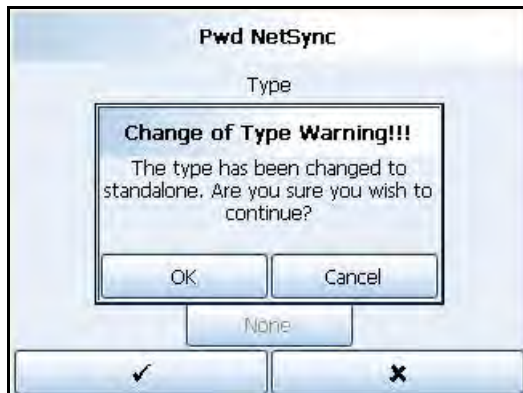 Pwd NetSync
Type
Change of Type Warning!!!
The type has been changed to
standalone. Are you sure you wish to
continue?
OK Cancel
None